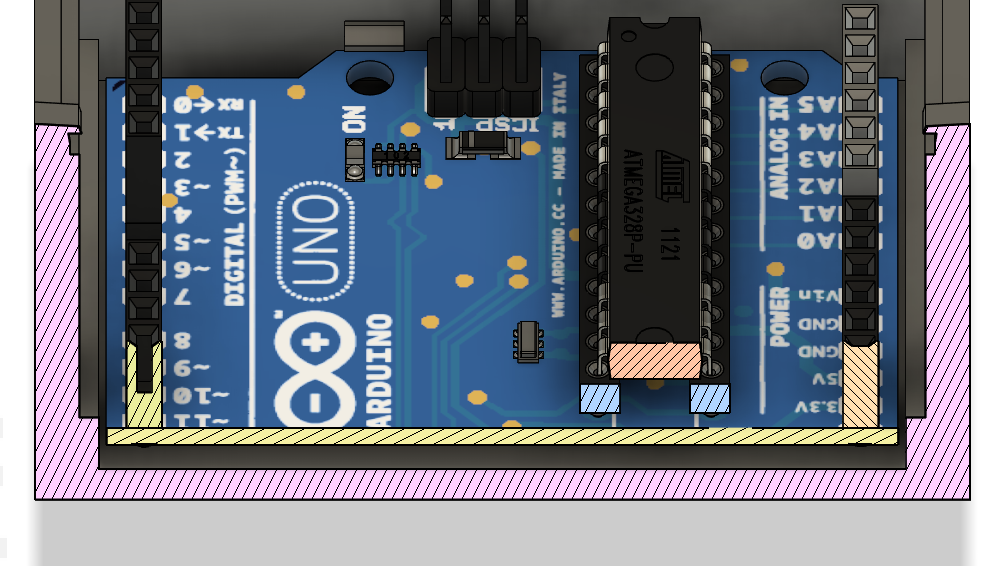 RX←0
TX→1
2
~3
4
~5
~6
7
8
~9
~10
~11
DIGITAL (PWM~)
ON
UNO
ARDUINO
ICSP
WWW.ARDUINO.CC - MADE IN ITALY
ATMEL
ATMEGA328P-PU
1121
ANALOG IN
A5
A4
A3
A2
A1
A0
POWER
Vin
GND
GND
5V
3.3V